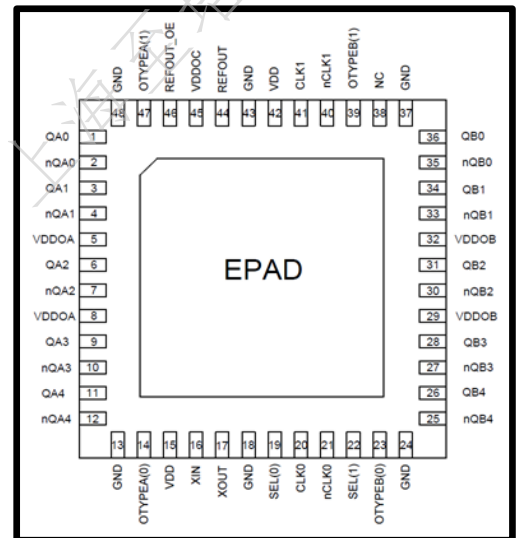 GND OTYPEA(1) REFOUT_OE VDDOC REFOUT GND VDD CLK1 nCLK1 OTYPEB(1) NC GND
48 47 46 45 44 43 42 41 40 39 38 37
QA0 1 36 QB0
nQA0 2 35 nQB0
QA1 3 34 QB1
nQA1 4 33 nQB1
VDDOA 5 32 VDDOB
QA2 6 31 QB2
nQA2 7 30 nQB2
VDDOA 8 29 VDDOB
QA3 9 28 QB3
nQA3 10 27 nQB3
QA4 11 26 QB4
nQA4 12 25 nQB4
EPAD
13 14 15 16 17 18 19 20 21 22 23 24
GND OTYPEA(0) VDD XIN XOUT GND SEL(0) CLK0 nCLK0 SEL(1) OTYPEB(0) GND
上海